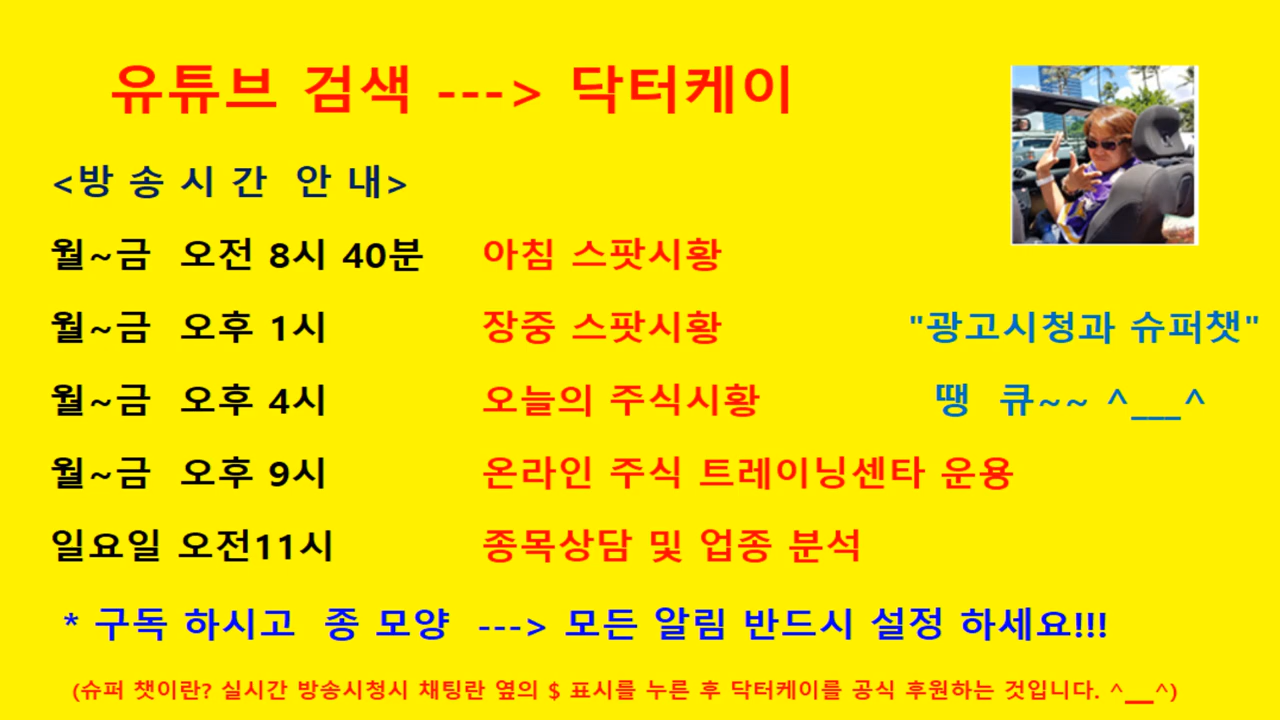 유튜브 검색 ---> 닥터케이
<방 송 시 간 안 내>
월~금 오전 8시 40분 아침 스팟시황
월~금 오후 1시 장중 스팟시황 "광고시청과 슈퍼챗"
월~금 오후 4시 오늘의 주식시황 땡 큐~~ ^___^
월~금 오후 9시 온라인 주식 트레이닝센타 운용
일요일 오전11시 종목상담 및 업종 분석
* 구독 하시고 종 모양 ---> 모든 알림 반드시 설정 하세요!!!
(슈퍼 챗이란? 실시간 방송시청시 채팅란 옆의 $ 표시를 누른 후 닥터케이를 공식 후원하는 것입니다. ^__^)